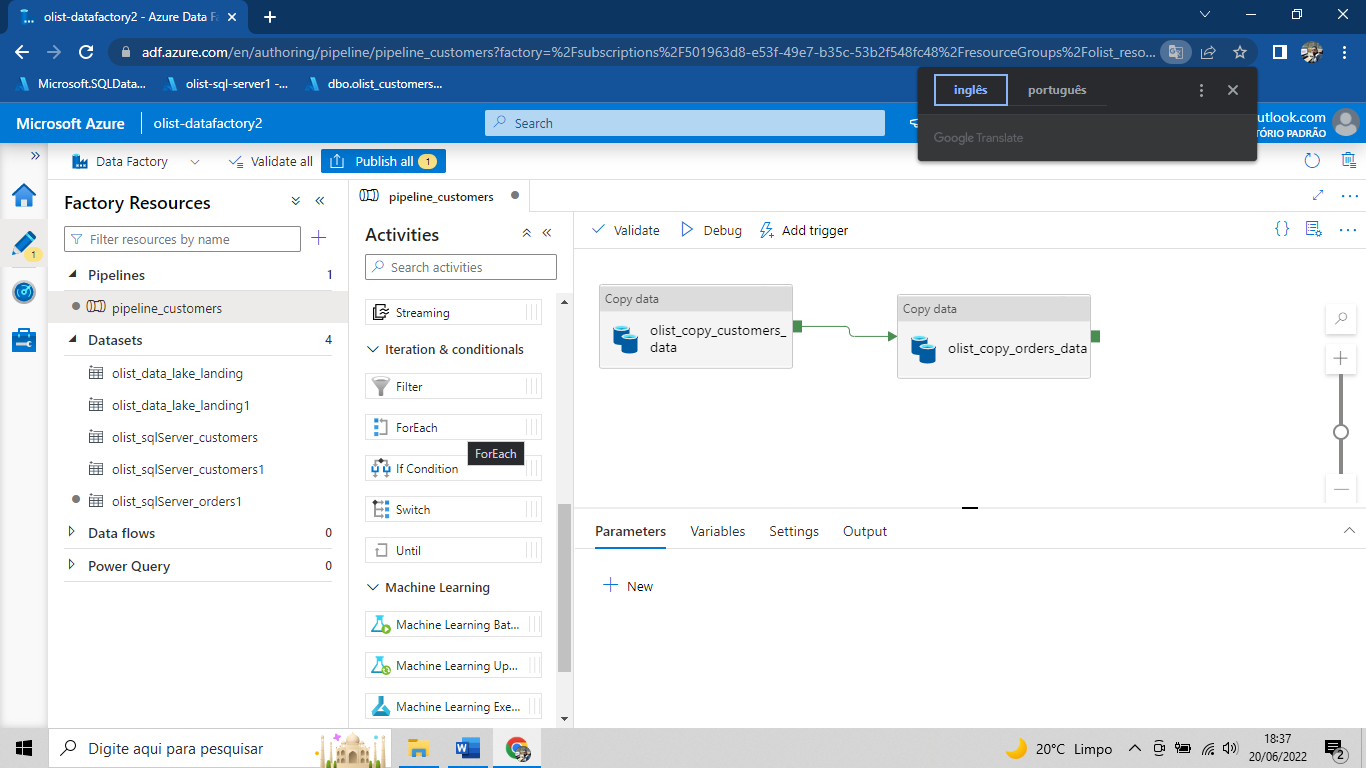 olist-datafactory2 - Azure Data Fa
adf.azure.com/en/authoring/pipeline/pipeline_customers?factory=%2Fsubscriptions%2F501963d8-e53f-49e7-b35c-53b2f548fc48%2FresourceGroups%2Folist_reso...
Microsoft.SQLData...
olist-sql-server1 -...
dbo.olist_customers...
inglês
português
Google Translate
Microsoft Azure
olist-datafactory2
Search
utlook.com
TÓRIO PADRÃO
Data Factory
Validate all
Publish all
1
Factory Resources
pipeline_customers
Filter resources by name
Activities
Validate
Debug
Add trigger
1
Search activities
Pipelines
1
pipeline_customers
Datasets
4
olist_data_lake_landing
olist_data_lake_landing1
olist_sqlServer_customers
olist_sqlServer_customers1
olist_sqlServer_orders1
Data flows
0
Power Query
0
Streaming
Iteration & conditionals
Filter
ForEach
ForEach
If Condition
Switch
Until
Machine Learning
Machine Learning Bat...
Machine Learning Up...
Machine Learning Exe...
Copy data
olist_copy_customers_
data
Copy data
olist_copy_orders_data
Parameters
Variables
Settings
Output
New
Digite aqui para pesquisar
20°C Limpo
18:37
20/06/2022
2